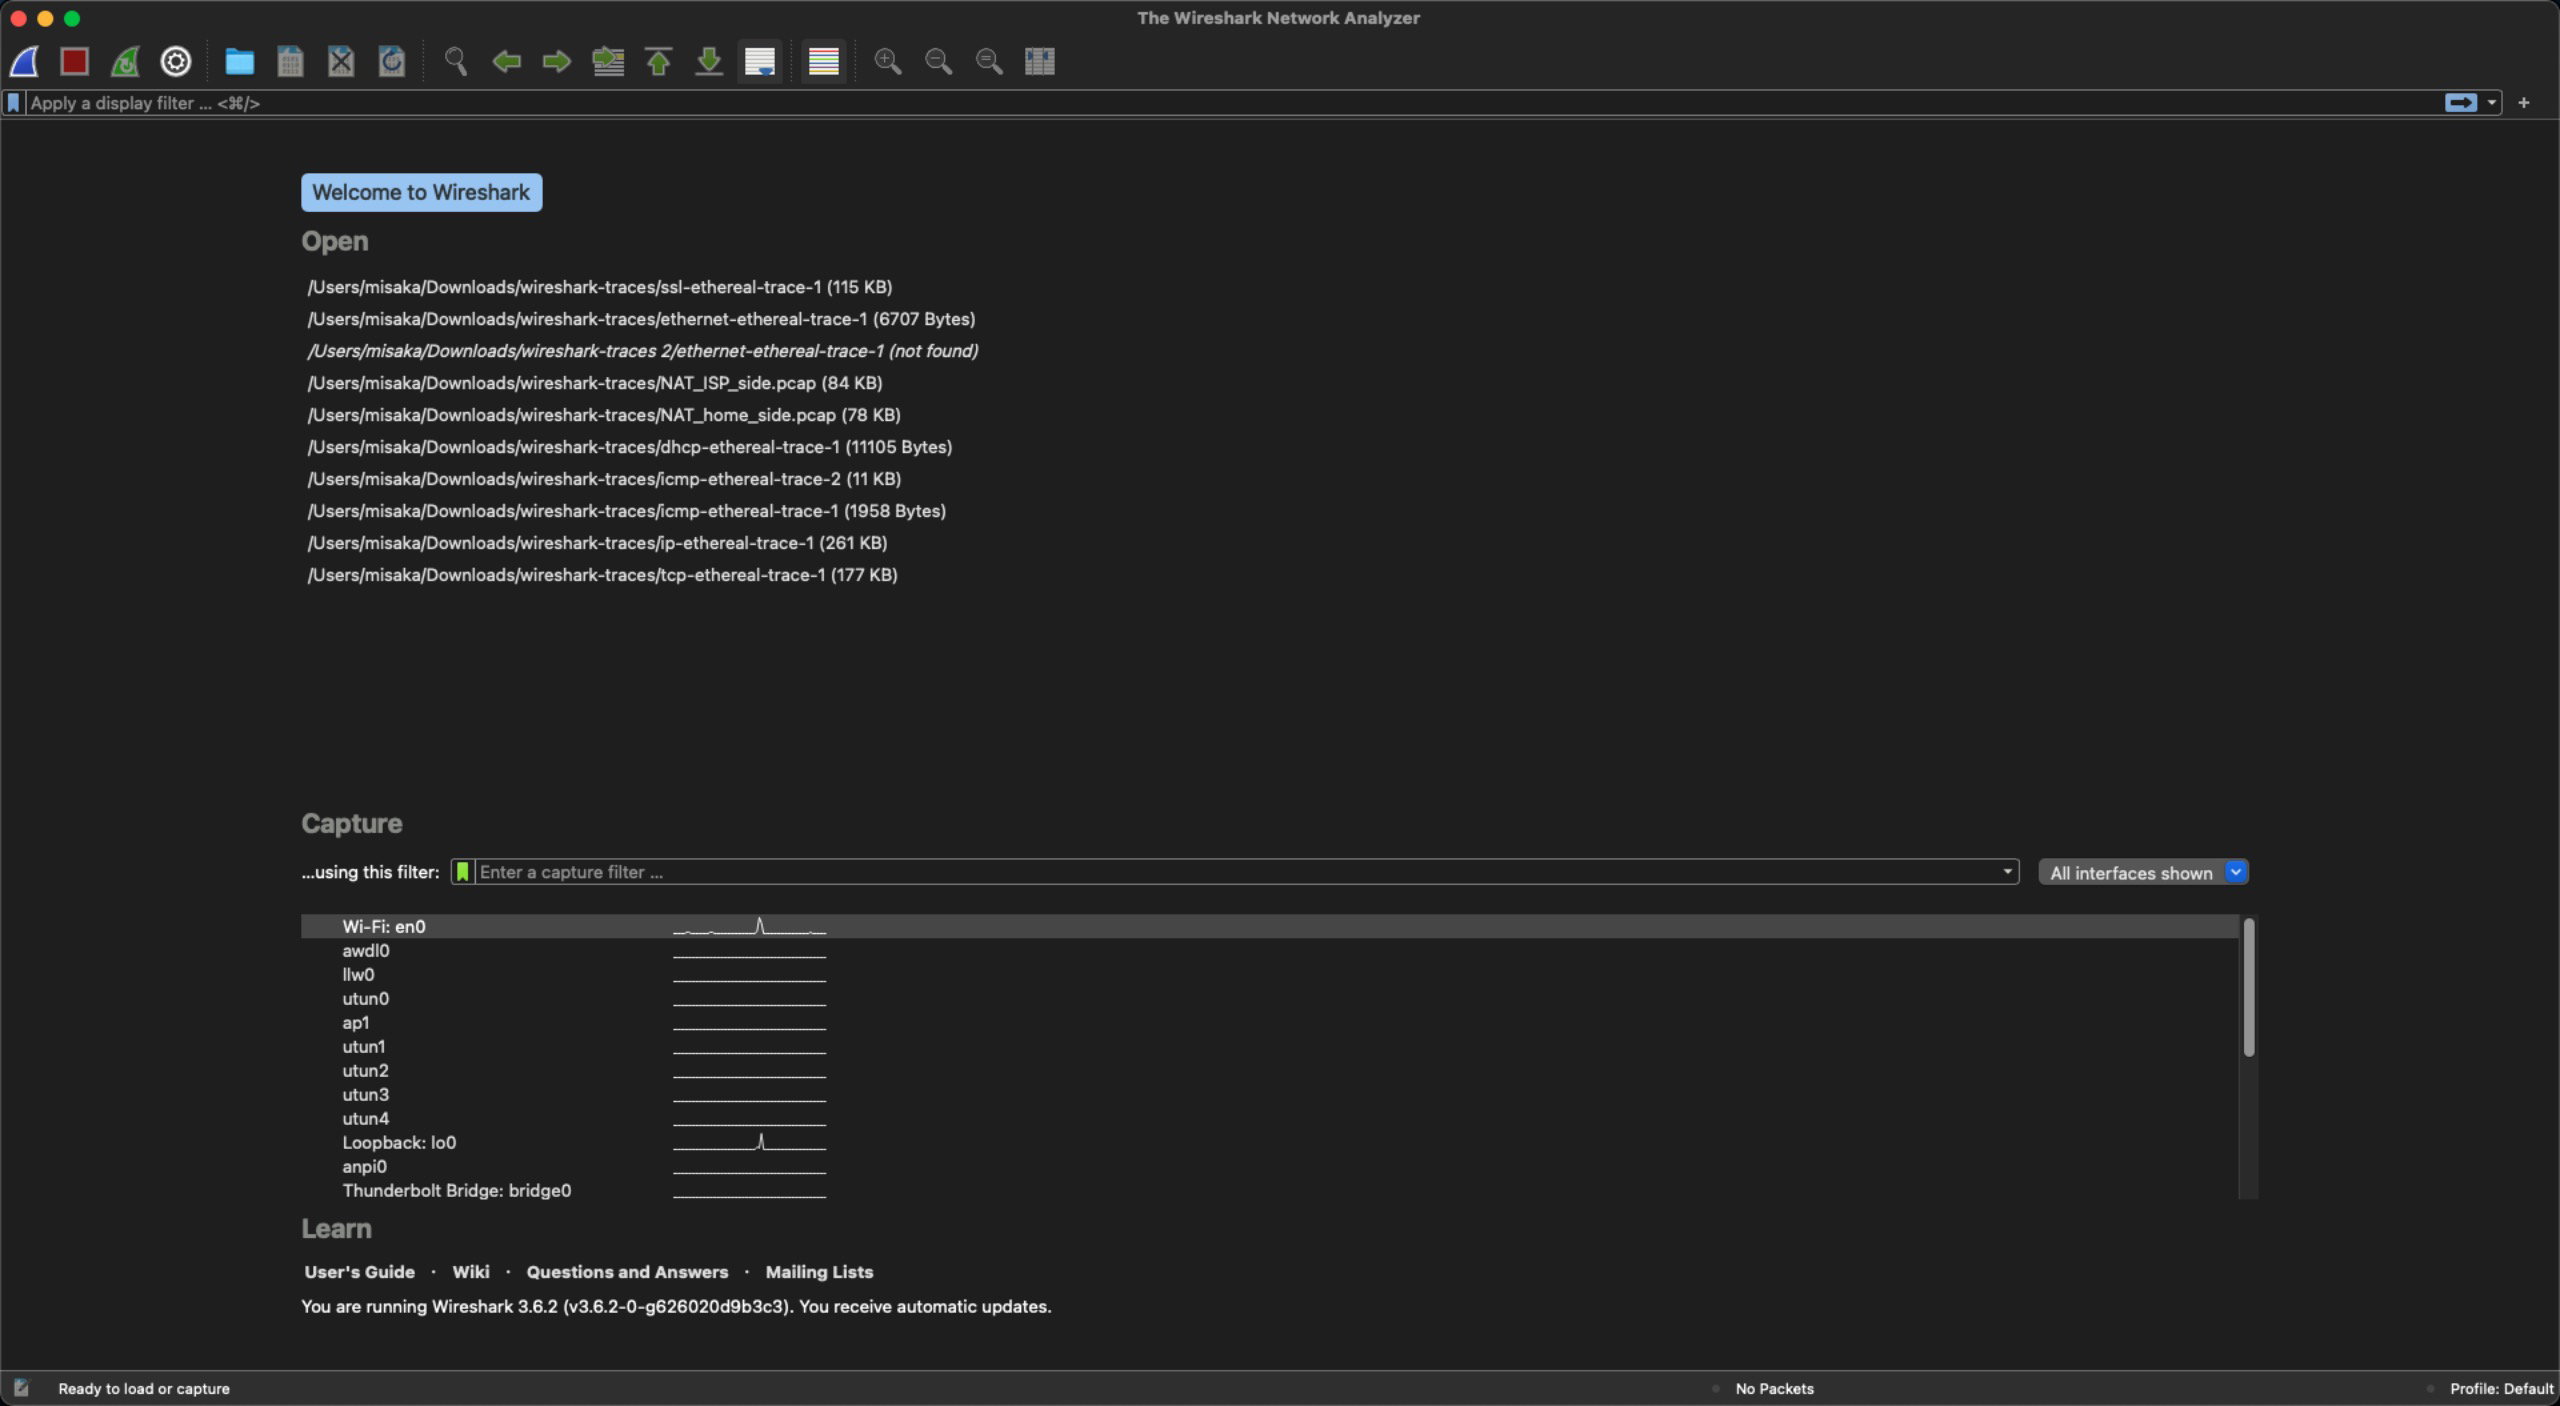 The Wireshark Network Analyzer
Apply a display filter ... <⌘/>
+
Welcome to Wireshark
Open
/Users/misaka/Downloads/wireshark-traces/ssl-ethereal-trace-1 (115 KB)
/Users/misaka/Downloads/wireshark-traces/ethernet-ethereal-trace-1 (6707 Bytes)
/Users/misaka/Downloads/wireshark-traces 2/ethernet-ethereal-trace-1 (not found)
/Users/misaka/Downloads/wireshark-traces/NAT_ISP_side.pcap (84 KB)
/Users/misaka/Downloads/wireshark-traces/NAT_home_side.pcap (78 KB)
/Users/misaka/Downloads/wireshark-traces/dhcp-ethereal-trace-1 (11105 Bytes)
/Users/misaka/Downloads/wireshark-traces/icmp-ethereal-trace-2 (11 KB)
/Users/misaka/Downloads/wireshark-traces/icmp-ethereal-trace-1 (1958 Bytes)
/Users/misaka/Downloads/wireshark-traces/ip-ethereal-trace-1 (261 KB)
/Users/misaka/Downloads/wireshark-traces/tcp-ethereal-trace-1 (177 KB)
Capture
...using this filter: Enter a capture filter ... All interfaces shown
Wi-Fi: en0
awdl0
llw0
utun0
ap1
utun1
utun2
utun3
utun4
Loopback: lo0
anpi0
Thunderbolt Bridge: bridge0
Learn
User's Guide · Wiki · Questions and Answers · Mailing Lists
You are running Wireshark 3.6.2 (v3.6.2-0-g626020d9b3c3). You receive automatic updates.
Ready to load or capture No Packets Profile: Default